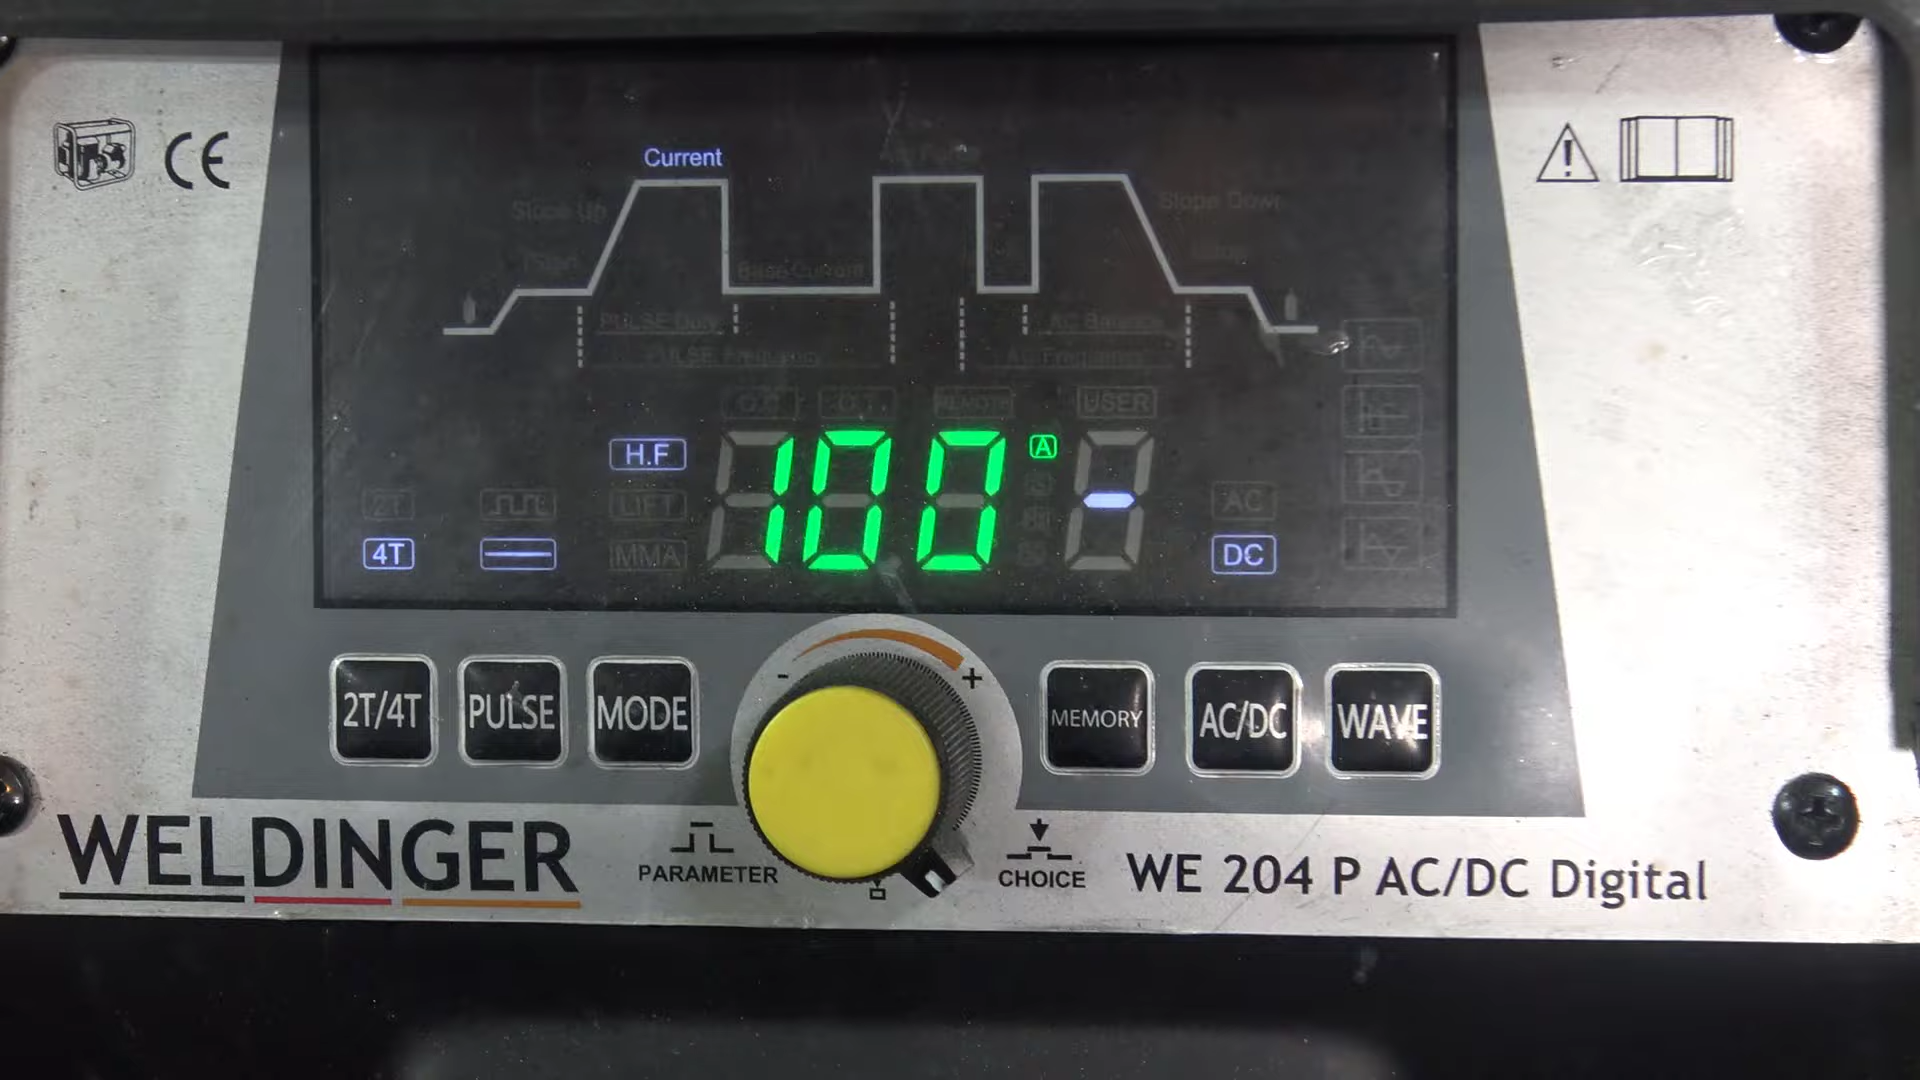 CE
Current
Slope Up
Slope Down
Base Current
PULSE Duty
AC Balance
PULSE Frequency
AC Frequency
O.C
O.T.
REMOTE
USER
H.F
100
A
-
2T
LIFT
AC
4T
MMA
DC
2T/4T
PULSE
MODE
- +
MEMORY
AC/DC
WAVE
WELDINGER
PARAMETER
CHOICE
WE 204 P AC/DC Digital